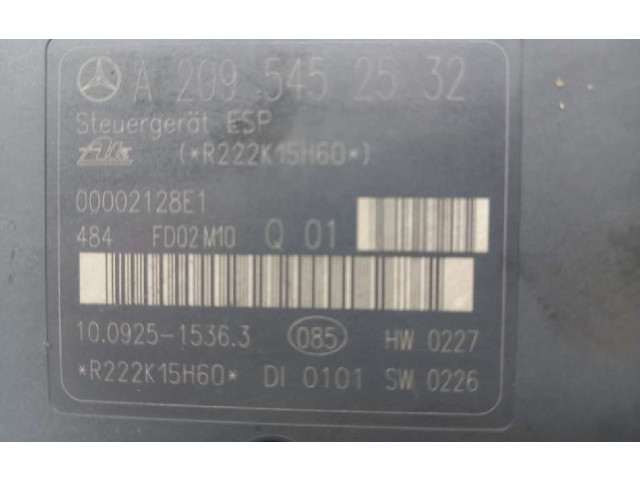 A 209 545 25 32
Steuergerät ESP
Ate (*R222K15H60*)
00002128E1
484 FD02M10 Q 01
10.0925-1536.3 085 HW 0227
*R222K15H60* DI 0101 SW 0226